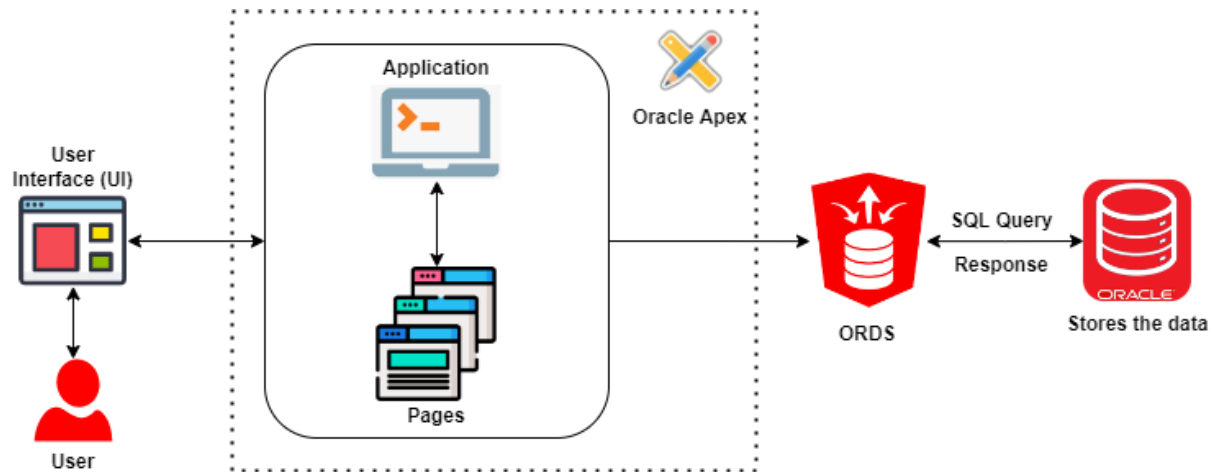 User
Interface (UI)
User
Application
Pages
Oracle Apex
ORDS
SQL Query
Response
ORACLE
Stores the data